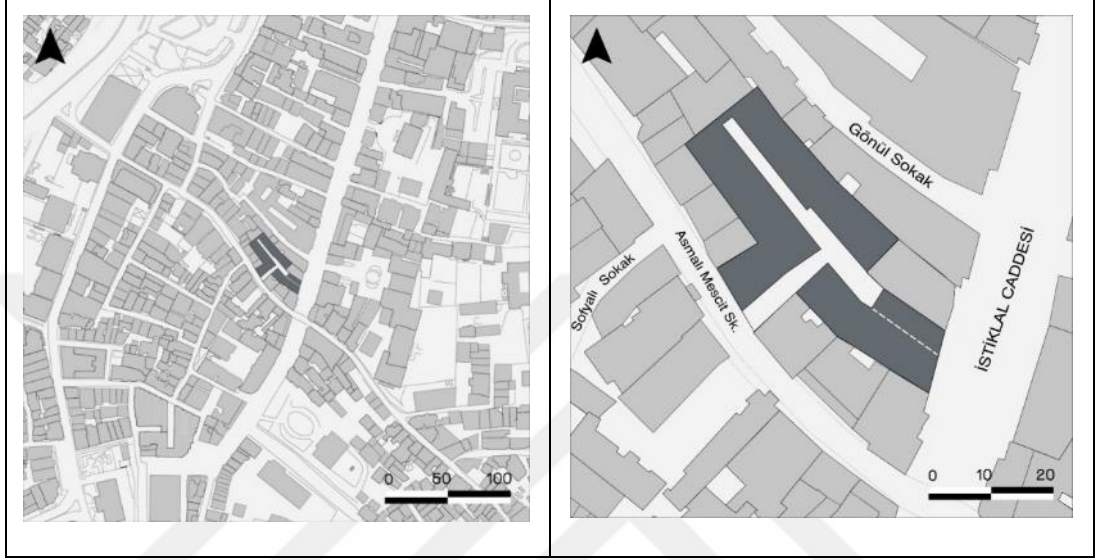 0 50 100
Gönül Sokak
İSTİKLAL CADDESİ
Asmalı Mescit Sk.
Sofyalı Sokak
0 10 20